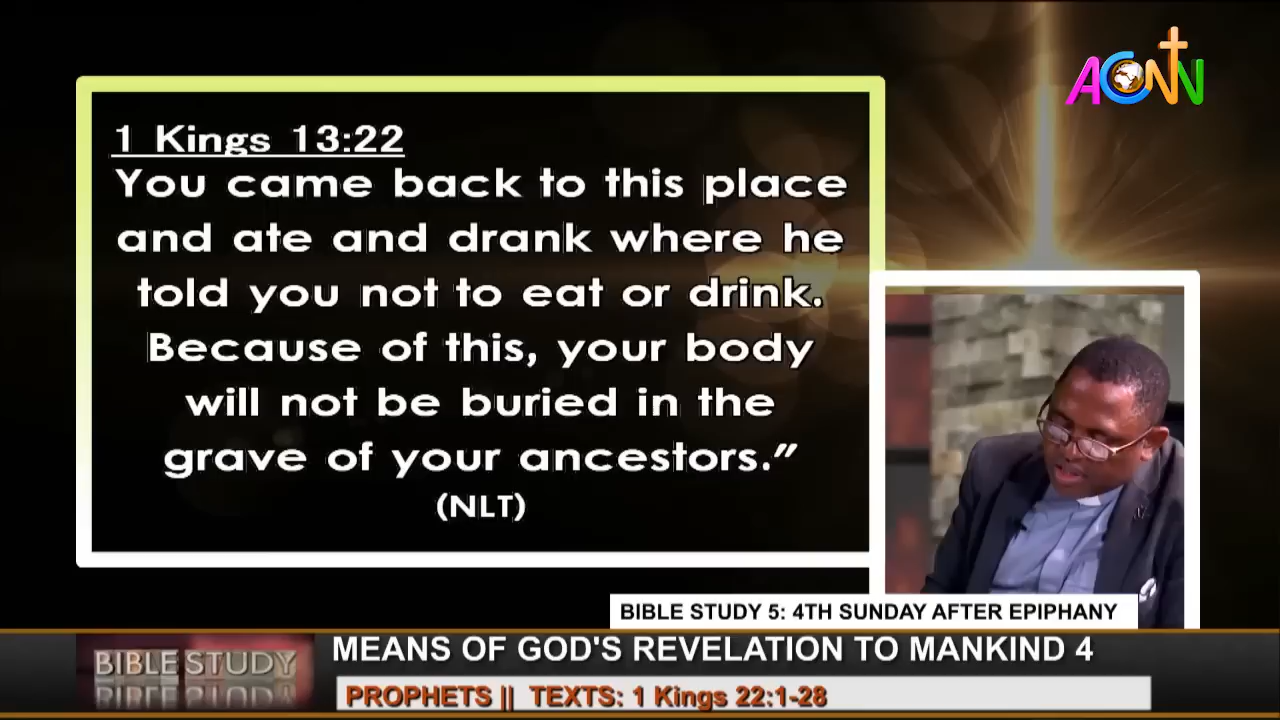 ACNN
1 Kings 13:22
You came back to this place
and ate and drank where he
told you not to eat or drink.
Because of this, your body
will not be buried in the
grave of your ancestors.”
(NLT)
BIBLE STUDY 5: 4TH SUNDAY AFTER EPIPHANY
BIBLE STUDY
MEANS OF GOD'S REVELATION TO MANKIND 4
PROPHETS || TEXTS: 1 Kings 22:1-28